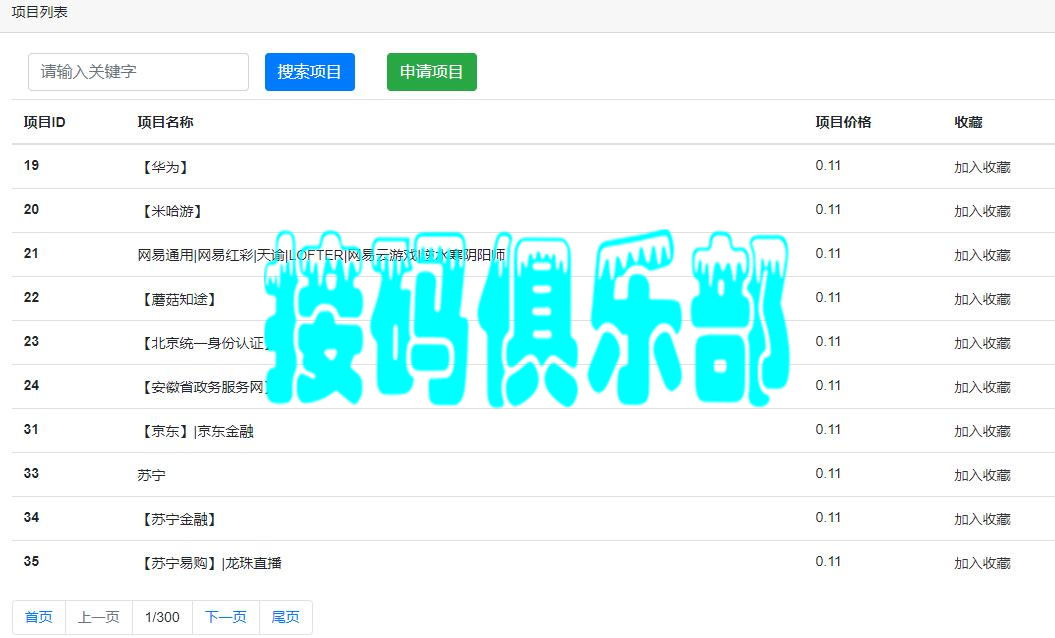 项目列表
请输入关键字 搜索项目 申请项目
项目ID 项目名称 项目价格 收藏
19 【华为】 0.11 加入收藏
20 【米哈游】 0.11 加入收藏
21 网易通用|网易红彩|天谕|LOFTER|网易云游戏|逆水寒阴阳师 0.11 加入收藏
22 【蘑菇知途】 0.11 加入收藏
23 【北京统一身份认证】 0.11 加入收藏
24 【安徽省政务服务网】 0.11 加入收藏
接码俱乐部
31 【京东】|京东金融 0.11 加入收藏
33 苏宁 0.11 加入收藏
34 【苏宁金融】 0.11 加入收藏
35 【苏宁易购】|龙珠直播 0.11 加入收藏
首页 上一页 1/300 下一页 尾页